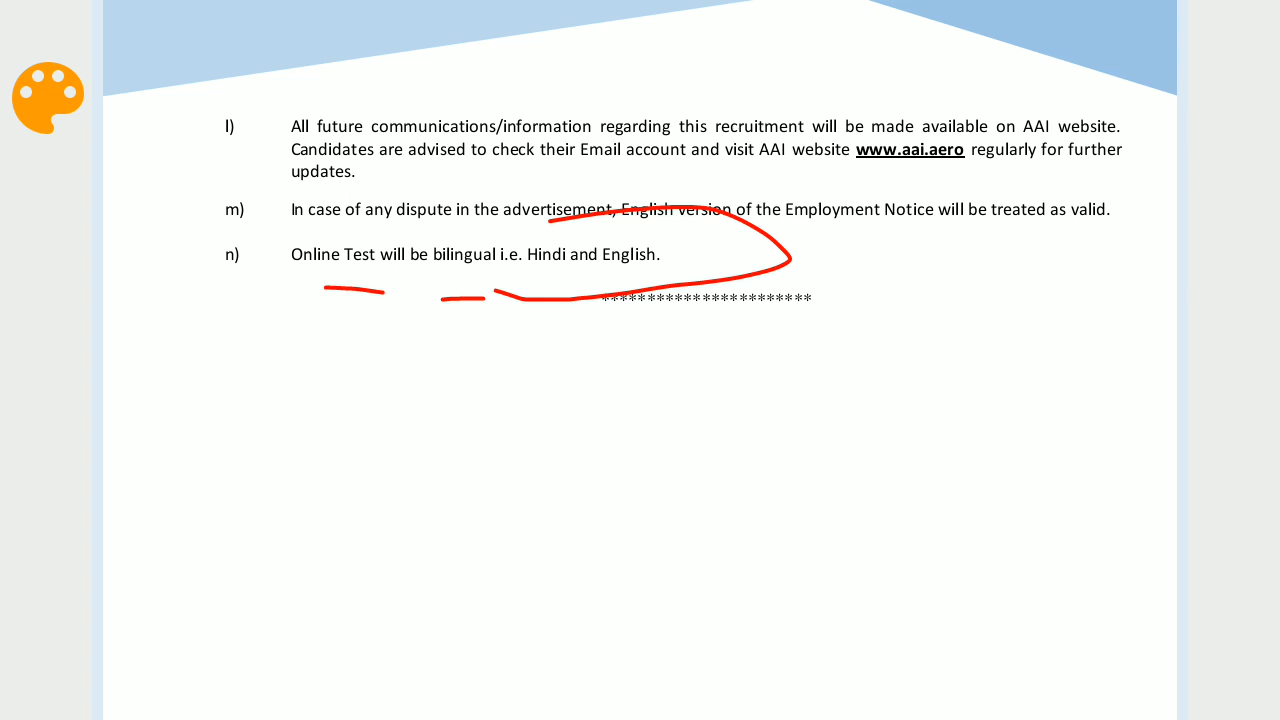 l) All future communications/information regarding this recruitment will be made available on AAI website.
Candidates are advised to check their Email account and visit AAI website www.aai.aero regularly for further
updates.
m) In case of any dispute in the advertisement, English version of the Employment Notice will be treated as valid.
n) Online Test will be bilingual i.e. Hindi and English.
***********************